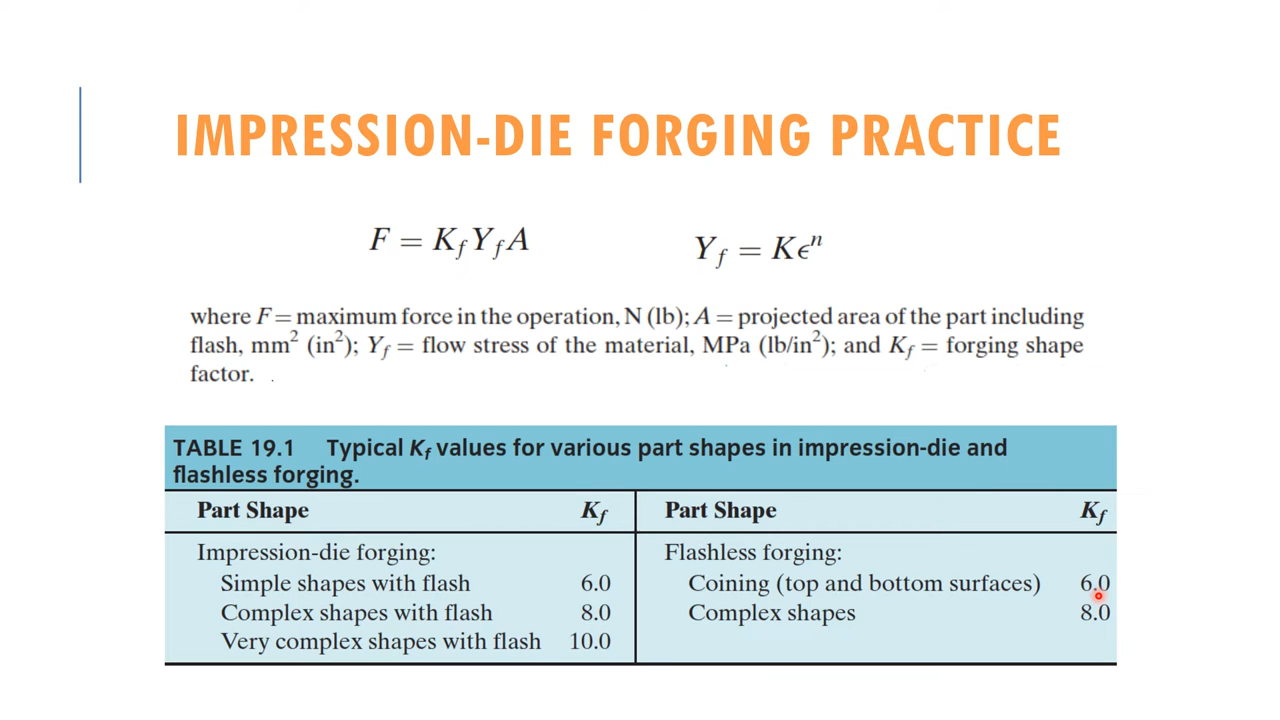 IMPRESSION-DIE FORGING PRACTICE
F = K_f Y_f A
Y_f = Kϵ^n
where F = maximum force in the operation, N (lb); A = projected area of the part including
flash, mm² (in²); Y_f = flow stress of the material, MPa (lb/in²); and K_f = forging shape
factor.
TABLE 19.1 Typical K_f values for various part shapes in impression-die and
flashless forging.
Part Shape K_f Part Shape K_f
Impression-die forging: Flashless forging:
Simple shapes with flash 6.0 Coining (top and bottom surfaces) 6.0
Complex shapes with flash 8.0 Complex shapes 8.0
Very complex shapes with flash 10.0